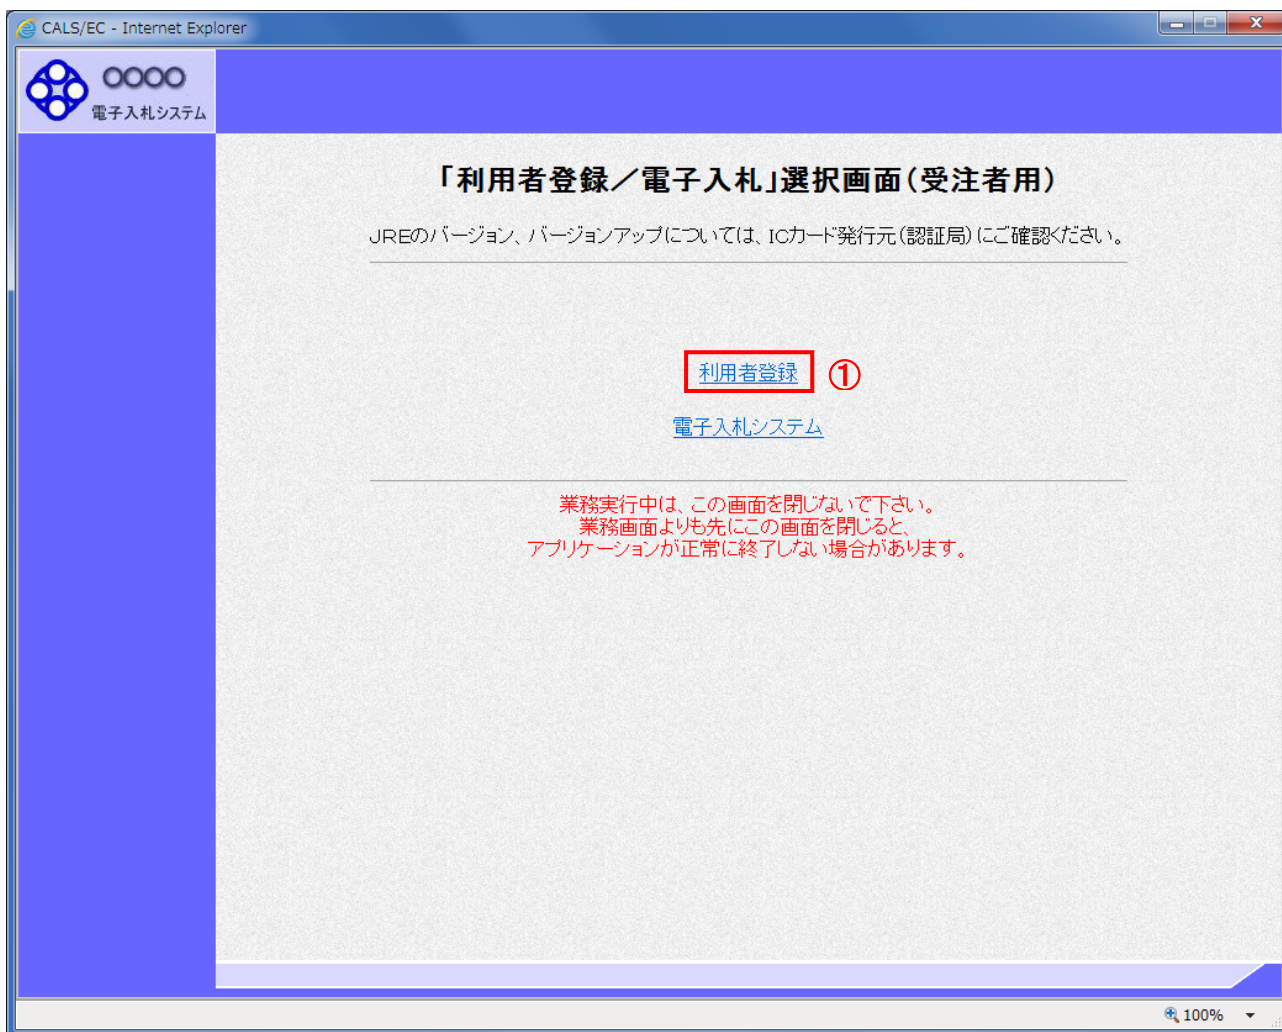 CALS/EC - Internet Explorer
○○○○
電子入札システム
「利用者登録／電子入札」選択画面（受注者用）
JREのバージョン、バージョンアップについては、ICカード発行元（認証局）にご確認ください。
利用者登録 ①
電子入札システム
業務実行中は、この画面を閉じないで下さい。
業務画面よりも先にこの画面を閉じると、
アプリケーションが正常に終了しない場合があります。
100%